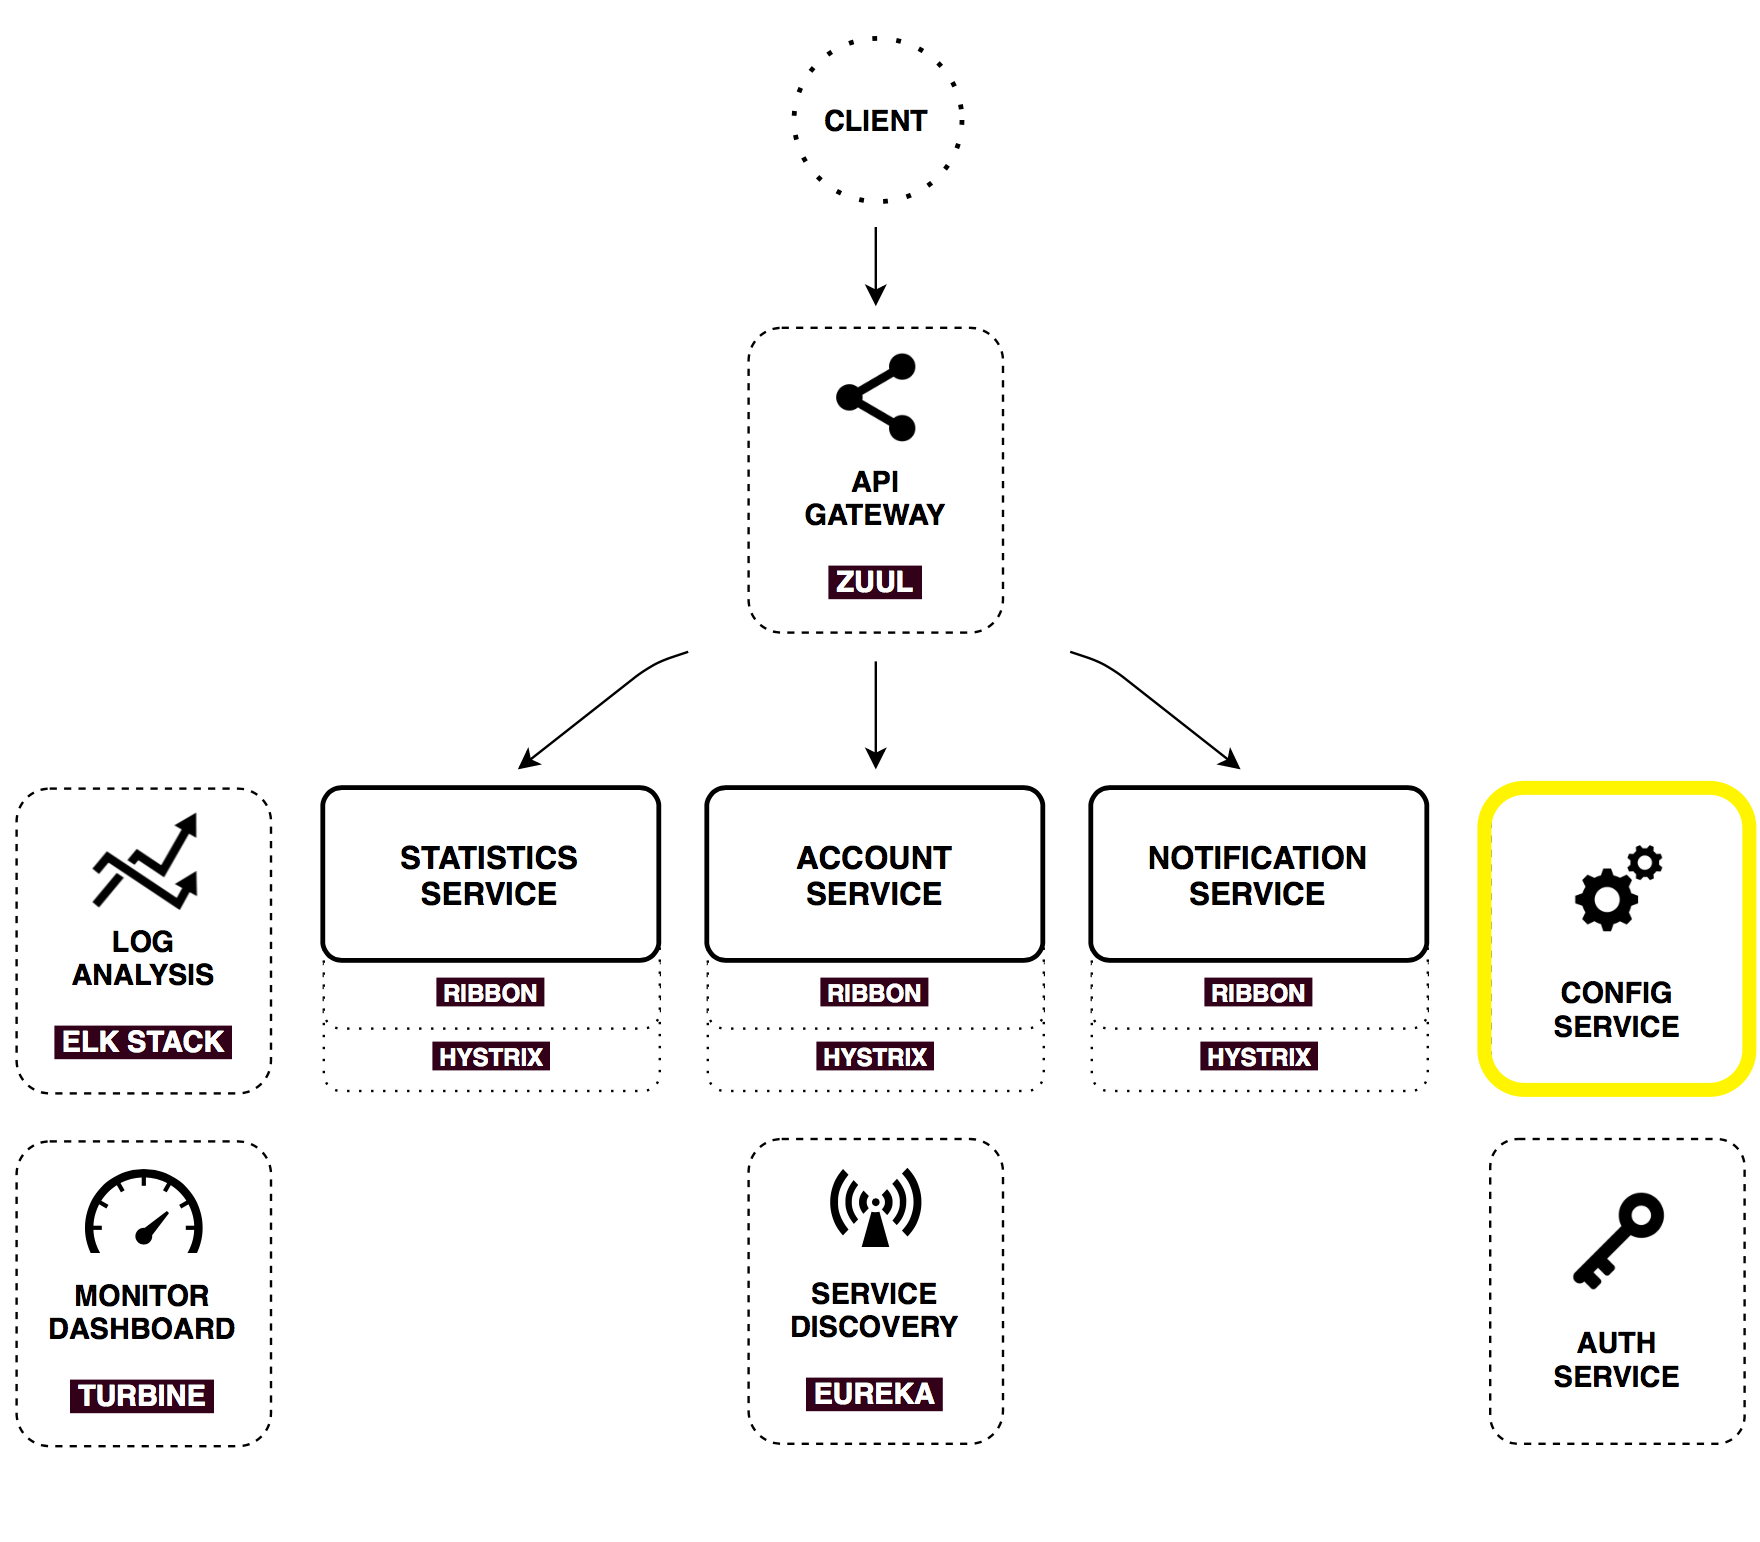 CLIENT
API
GATEWAY
ZUUL
STATISTICS
SERVICE
RIBBON
HYSTRIX
ACCOUNT
SERVICE
RIBBON
HYSTRIX
NOTIFICATION
SERVICE
RIBBON
HYSTRIX
LOG
ANALYSIS
ELK STACK
CONFIG
SERVICE
MONITOR
DASHBOARD
TURBINE
SERVICE
DISCOVERY
EUREKA
AUTH
SERVICE